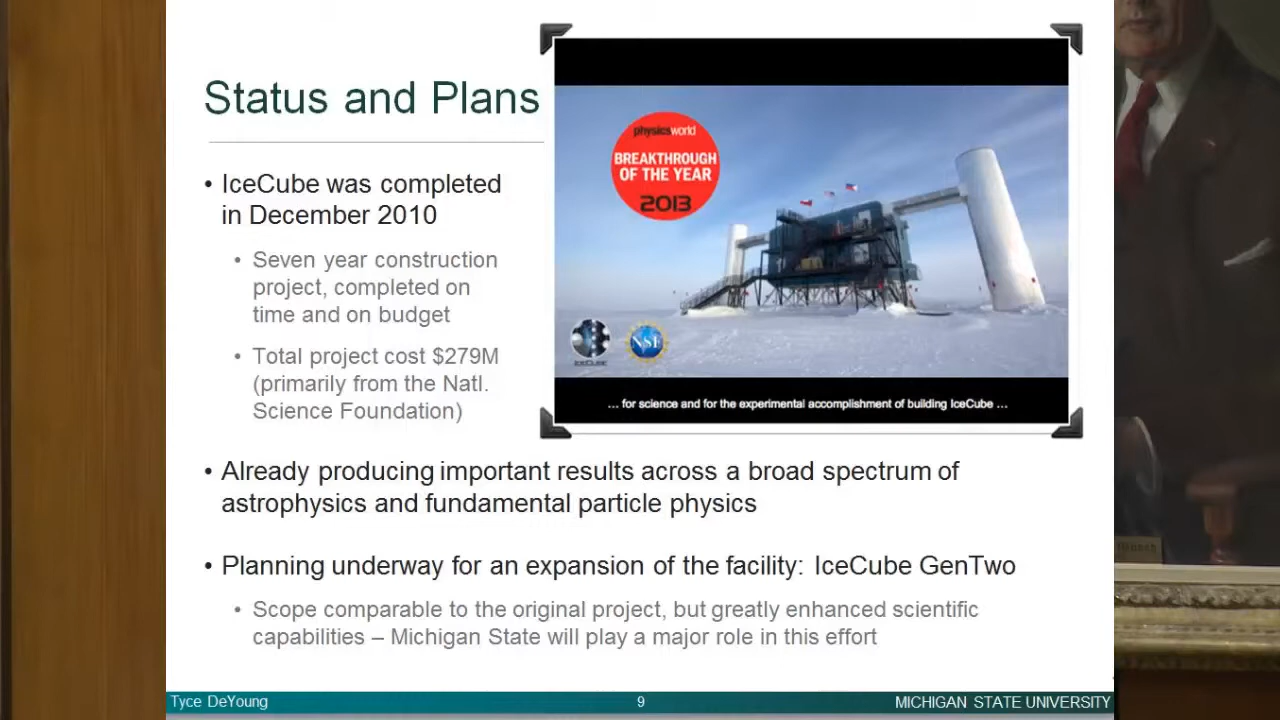 Status and Plans
• IceCube was completed
in December 2010
• Seven year construction
project, completed on
time and on budget
• Total project cost $279M
(primarily from the Natl.
Science Foundation)
physicsworld
BREAKTHROUGH
OF THE YEAR
2013
ICECUBE
NSF
... for science and for the experimental accomplishment of building IceCube ...
• Already producing important results across a broad spectrum of
astrophysics and fundamental particle physics
• Planning underway for an expansion of the facility: IceCube GenTwo
• Scope comparable to the original project, but greatly enhanced scientific
capabilities – Michigan State will play a major role in this effort
Tyce DeYoung
9
MICHIGAN STATE UNIVERSITY